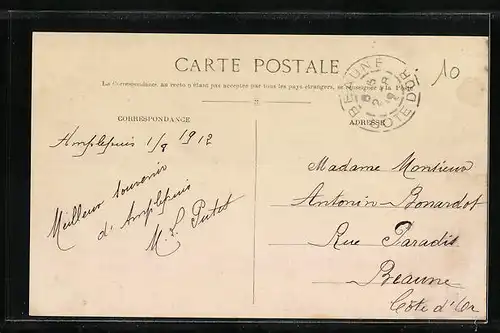 CARTE POSTALE
La Correspondance au recto n'étant pas acceptée par tous les pays étrangers, se renseigner à la Poste
CORRESPONDANCE
ADRESSE
BEAUNE
CÔTE D'OR
10
Amplepuis 1/8 1912
Meilleur souvenir
d'Amplepuis
Madame Monsieur
Antonin Bonardot
Rue Paradis
Beaune
Côte d'Or